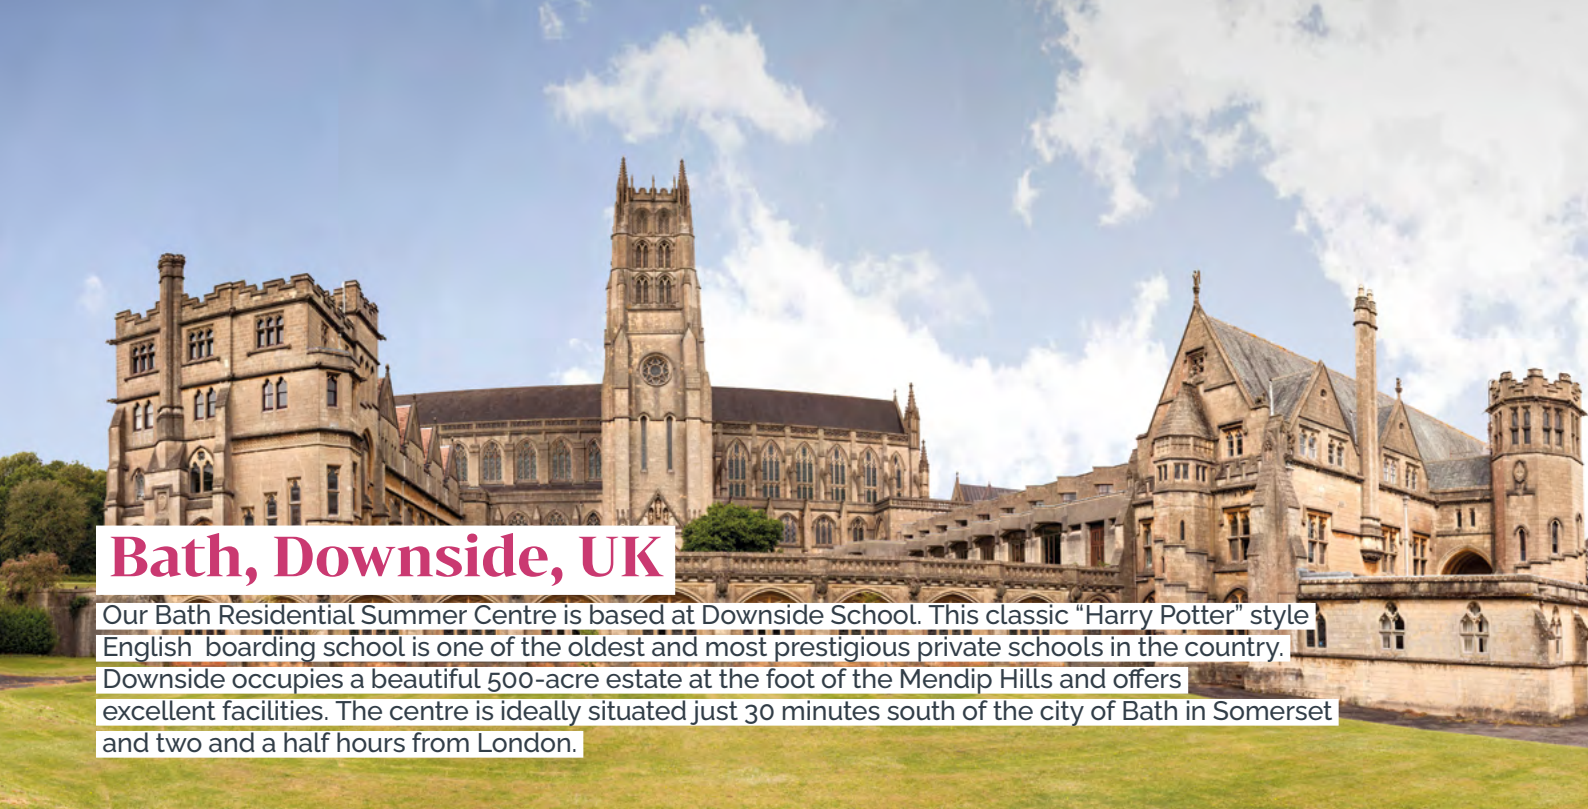 Bath, Downside, UK
Our Bath Residential Summer Centre is based at Downside School. This classic “Harry Potter” style
English  boarding school is one of the oldest and most prestigious private schools in the country.
Downside occupies a beautiful 500-acre estate at the foot of the Mendip Hills and offers
excellent facilities. The centre is ideally situated just 30 minutes south of the city of Bath in Somerset
and two and a half hours from London.